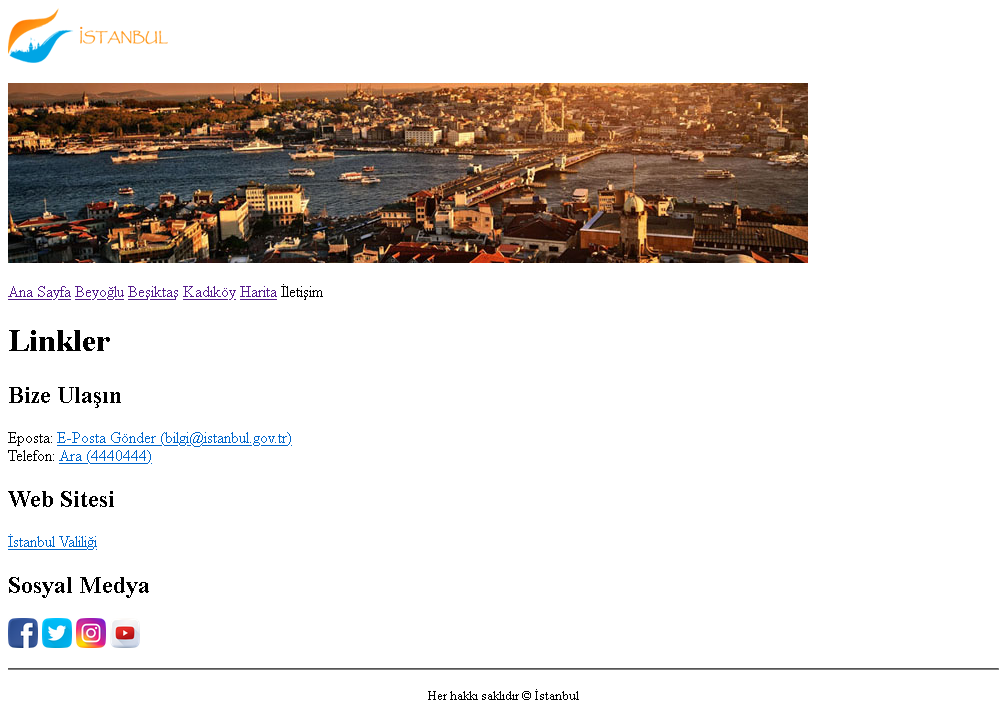 İSTANBUL
Ana Sayfa Beyoğlu Beşiktaş Kadıköy Harita İletişim
Linkler
Bize Ulaşın
Eposta: E-Posta Gönder (bilgi@istanbul.gov.tr)
Telefon: Ara (4440444)
Web Sitesi
İstanbul Valiliği
Sosyal Medya
Her hakkı saklıdır © İstanbul